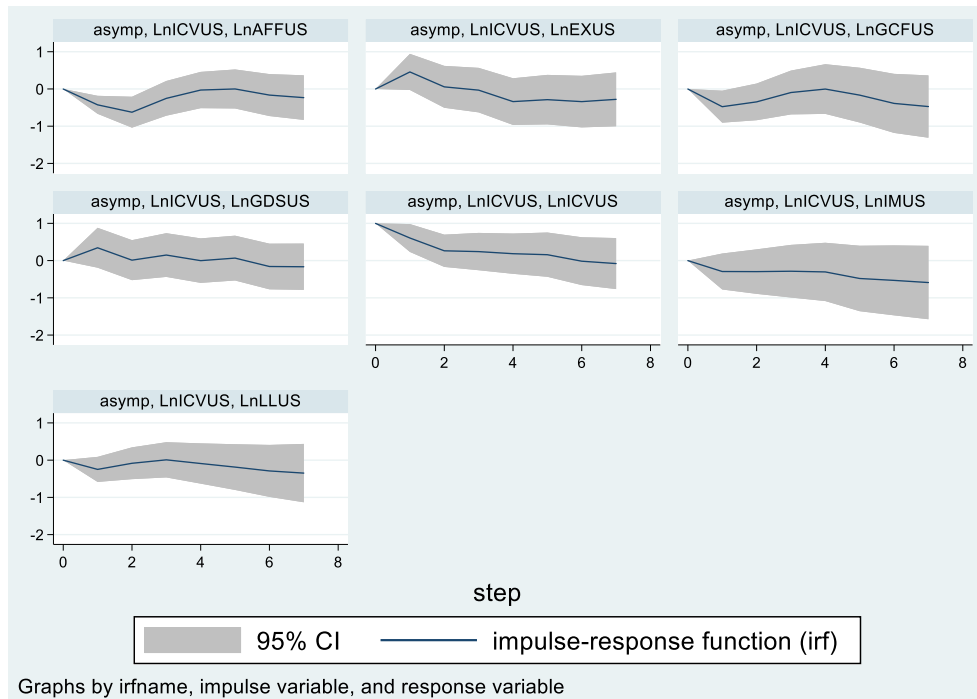 asymp, LnICVUS, LnAFFUS
asymp, LnICVUS, LnEXUS
asymp, LnICVUS, LnGCFUS
1
0
-1
-2
asymp, LnICVUS, LnGDSUS
asymp, LnICVUS, LnICVUS
asymp, LnICVUS, LnIMUS
1
0
-1
-2
0 2 4 6 8
0 2 4 6 8
asymp, LnICVUS, LnLLUS
1
0
-1
-2
0 2 4 6 8
step
95% CI
impulse-response function (irf)
Graphs by irfname, impulse variable, and response variable